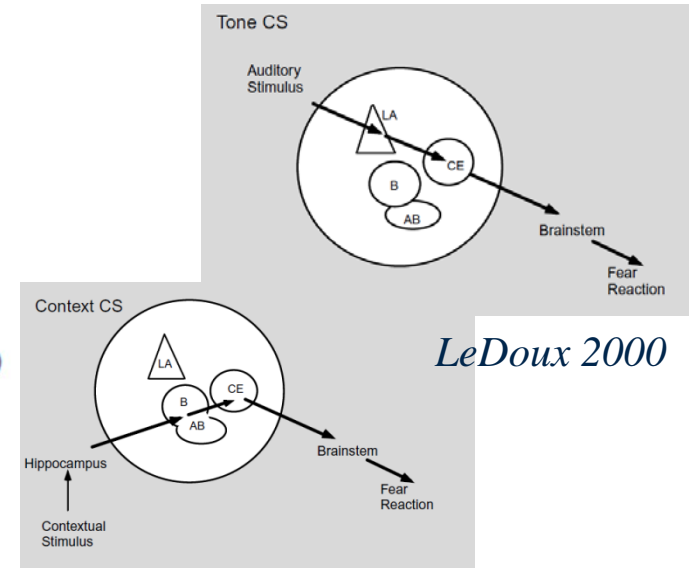 Tone CS
Auditory
Stimulus
LA
CE
B
AB
Brainstem
Fear
Reaction
LeDoux 2000
Context CS
LA
CE
B
AB
Hippocampus
Brainstem
Contextual
Stimulus
Fear
Reaction